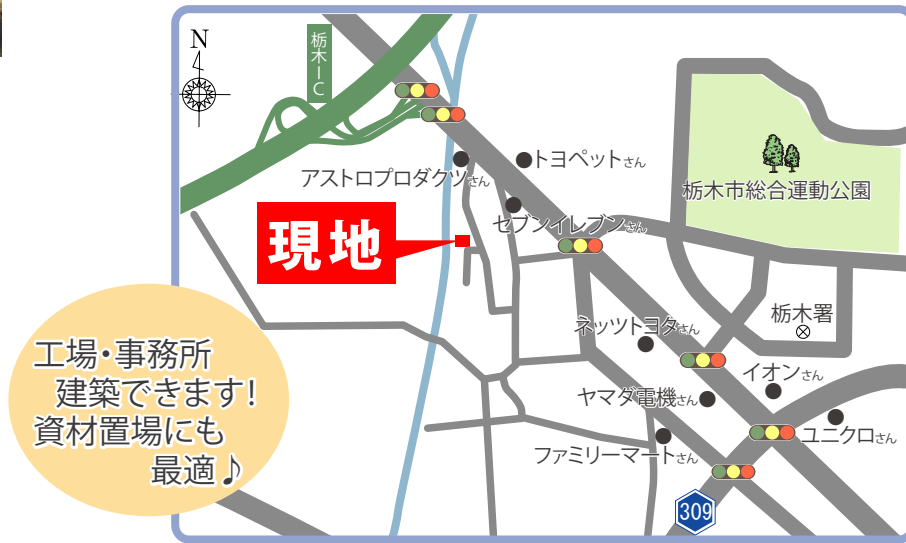 N
栃木IC
トヨペットさん
アストロプロダクツさん
栃木市総合運動公園
セブンイレブンさん
現地
栃木署
ネッツトヨタさん
イオンさん
ヤマダ電機さん
ユニクロさん
ファミリーマートさん
309
工場・事務所
建築できます!
資材置場にも
最適♪